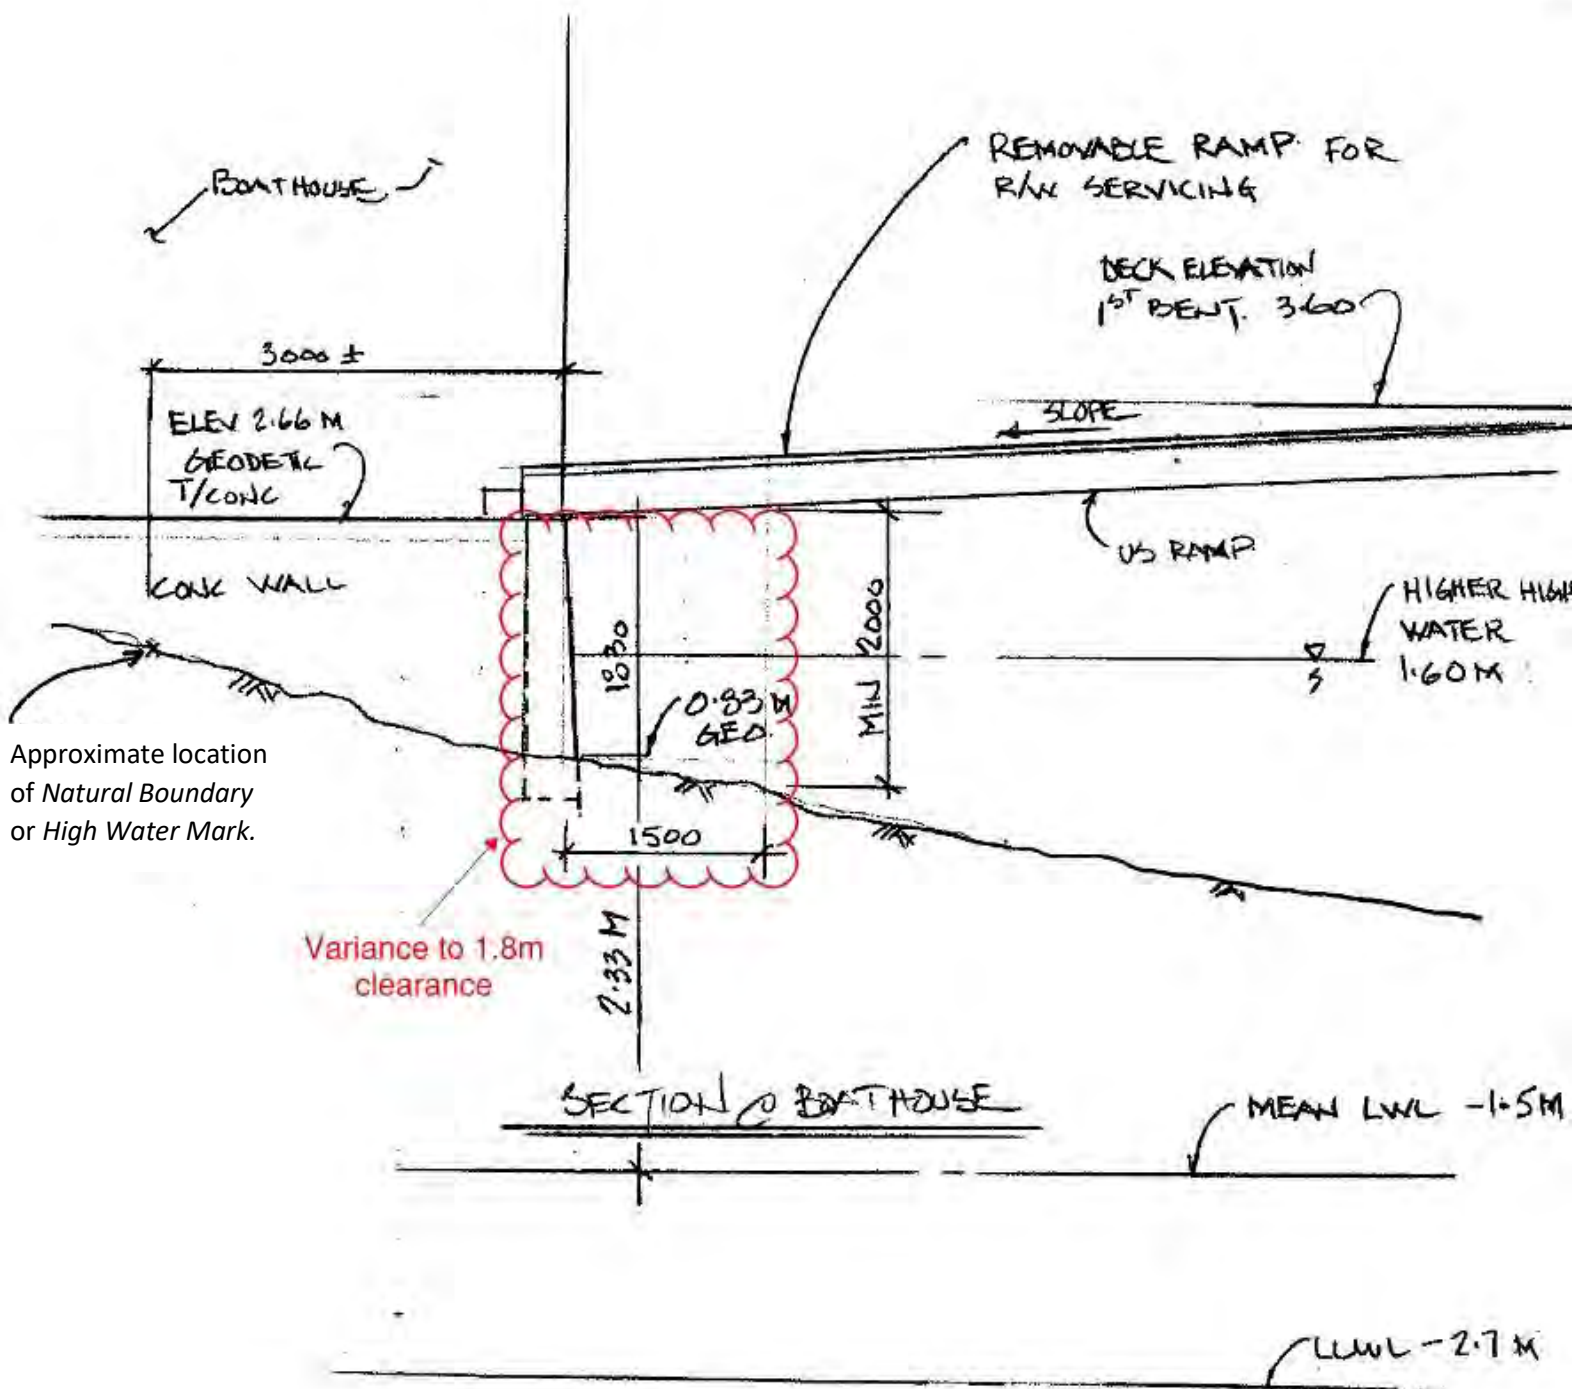 BOATHOUSE
REMOVABLE RAMP FOR
R/W SERVICING
DECK ELEVATION
1ST BENT. 3.60
3000 ±
ELEV 2.66 M
GEODETIC
T/CONC
SLOPE
CONC WALL
US RAMP
HIGHER HIGH
WATER
1.60 M
1830
MIN 2000
0.83 M
GEO.
Approximate location
of Natural Boundary
or High Water Mark.
1500
Variance to 1.8m
clearance
2.33 M
SECTION @ BOATHOUSE
MEAN LWL -1.5M
LLWL -2.7 M